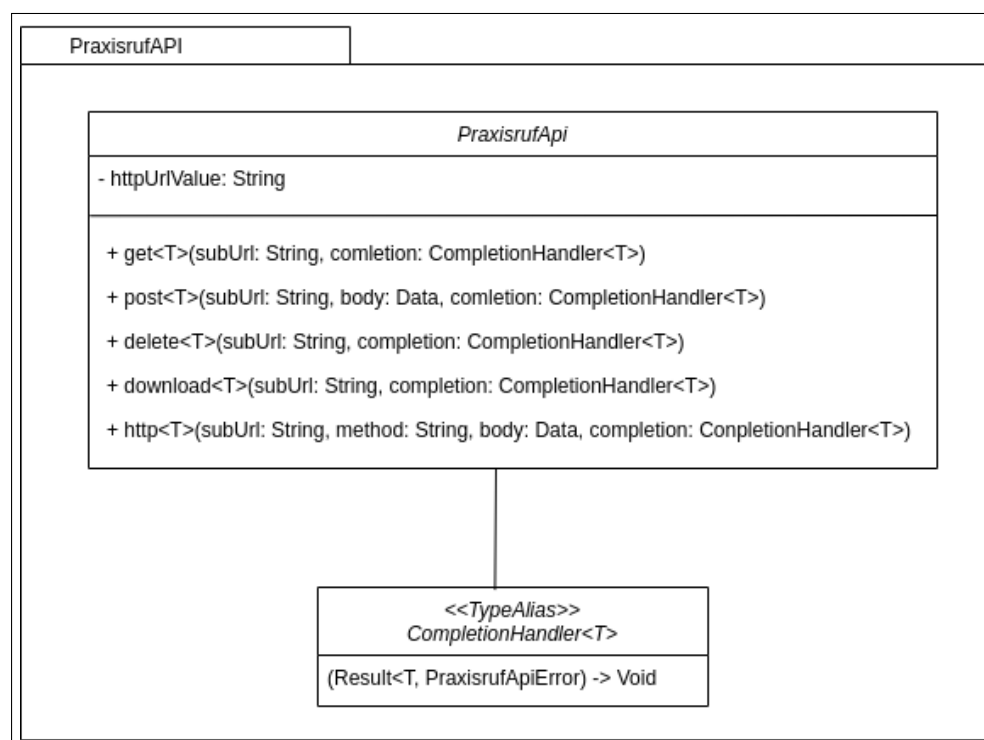 PraxisrufAPI
PraxisrufApi
- httpUrlValue: String
+ get<T>(subUrl: String, comletion: CompletionHandler<T>)
+ post<T>(subUrl: String, body: Data, comletion: CompletionHandler<T>)
+ delete<T>(subUrl: String, completion: CompletionHandler<T>)
+ download<T>(subUrl: String, completion: CompletionHandler<T>)
+ http<T>(subUrl: String, method: String, body: Data, completion: ConpletionHandler<T>)
<<TypeAlias>>
CompletionHandler<T>
(Result<T, PraxisrufApiError) -> Void